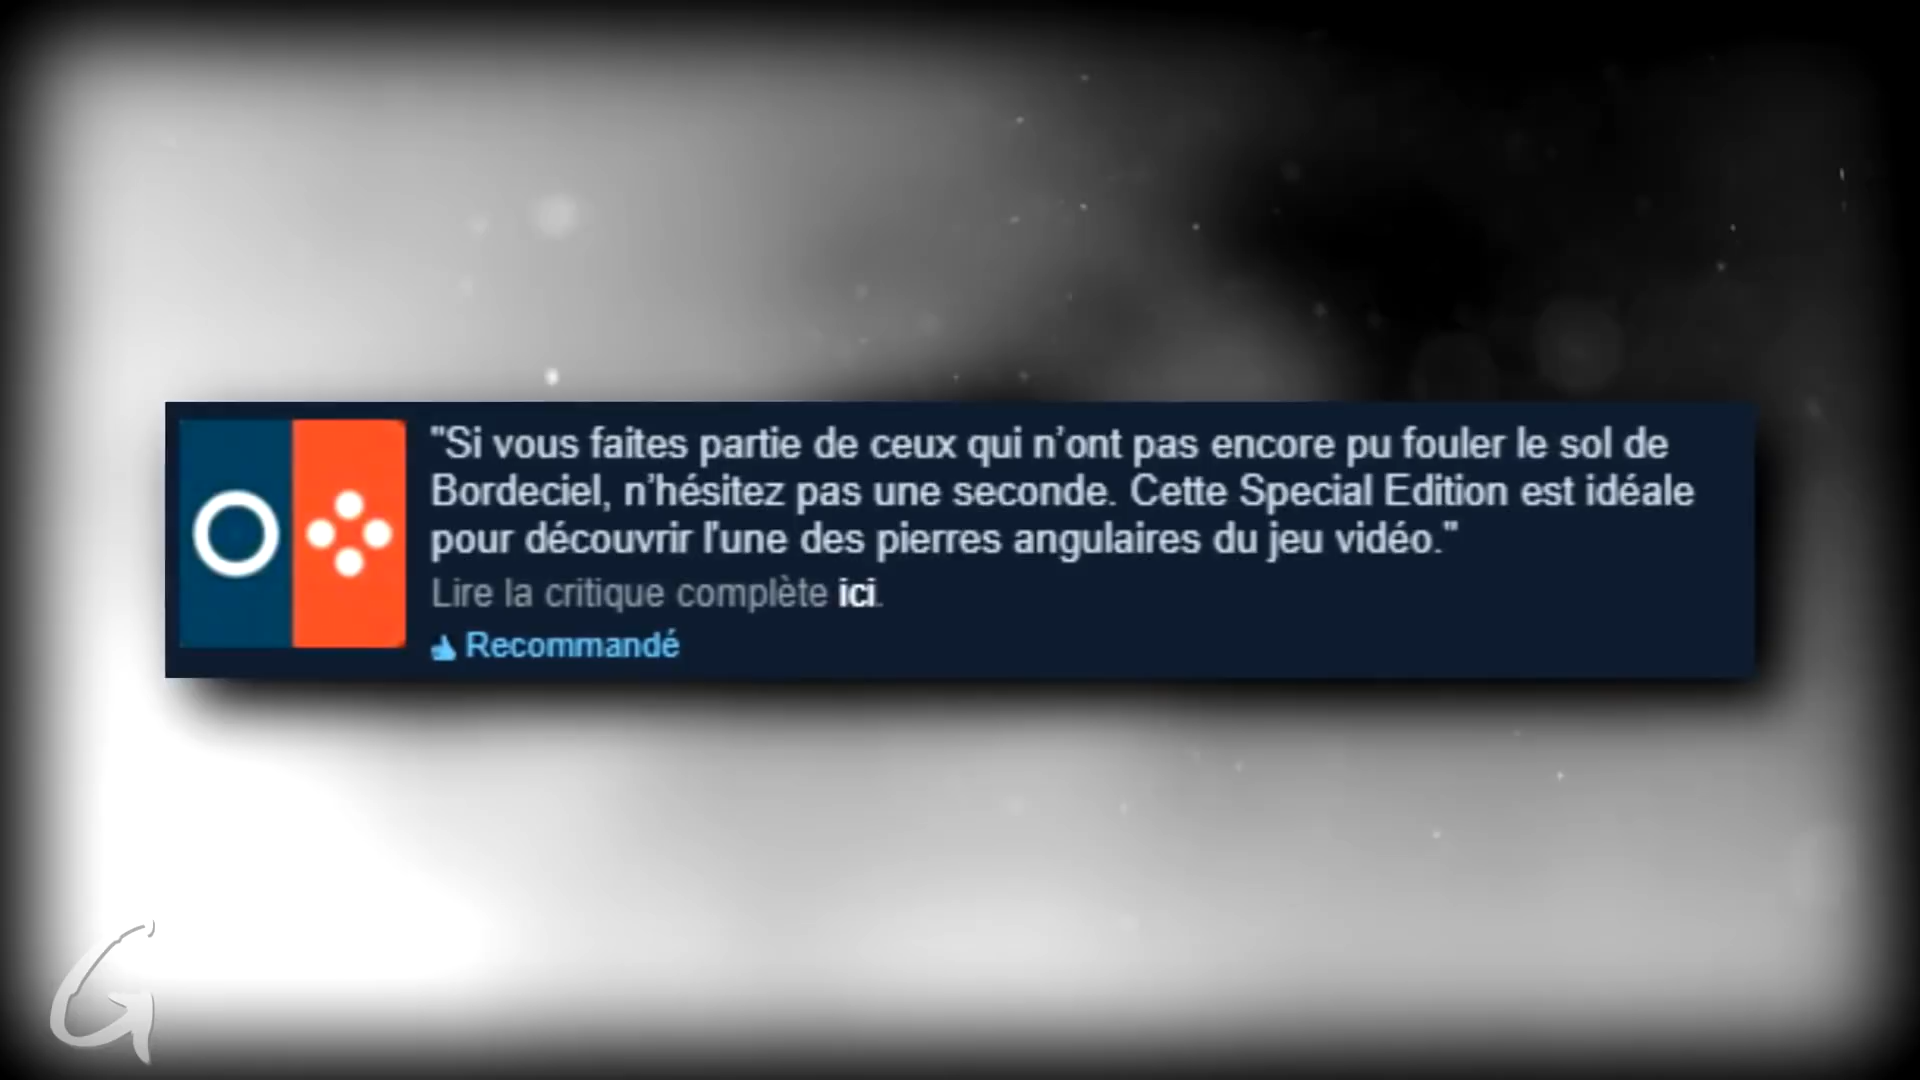 "Si vous faites partie de ceux qui n’ont pas encore pu fouler le sol de
Bordeciel, n’hésitez pas une seconde. Cette Special Edition est idéale
pour découvrir l'une des pierres angulaires du jeu vidéo."
Lire la critique complète ici.
Recommandé
G